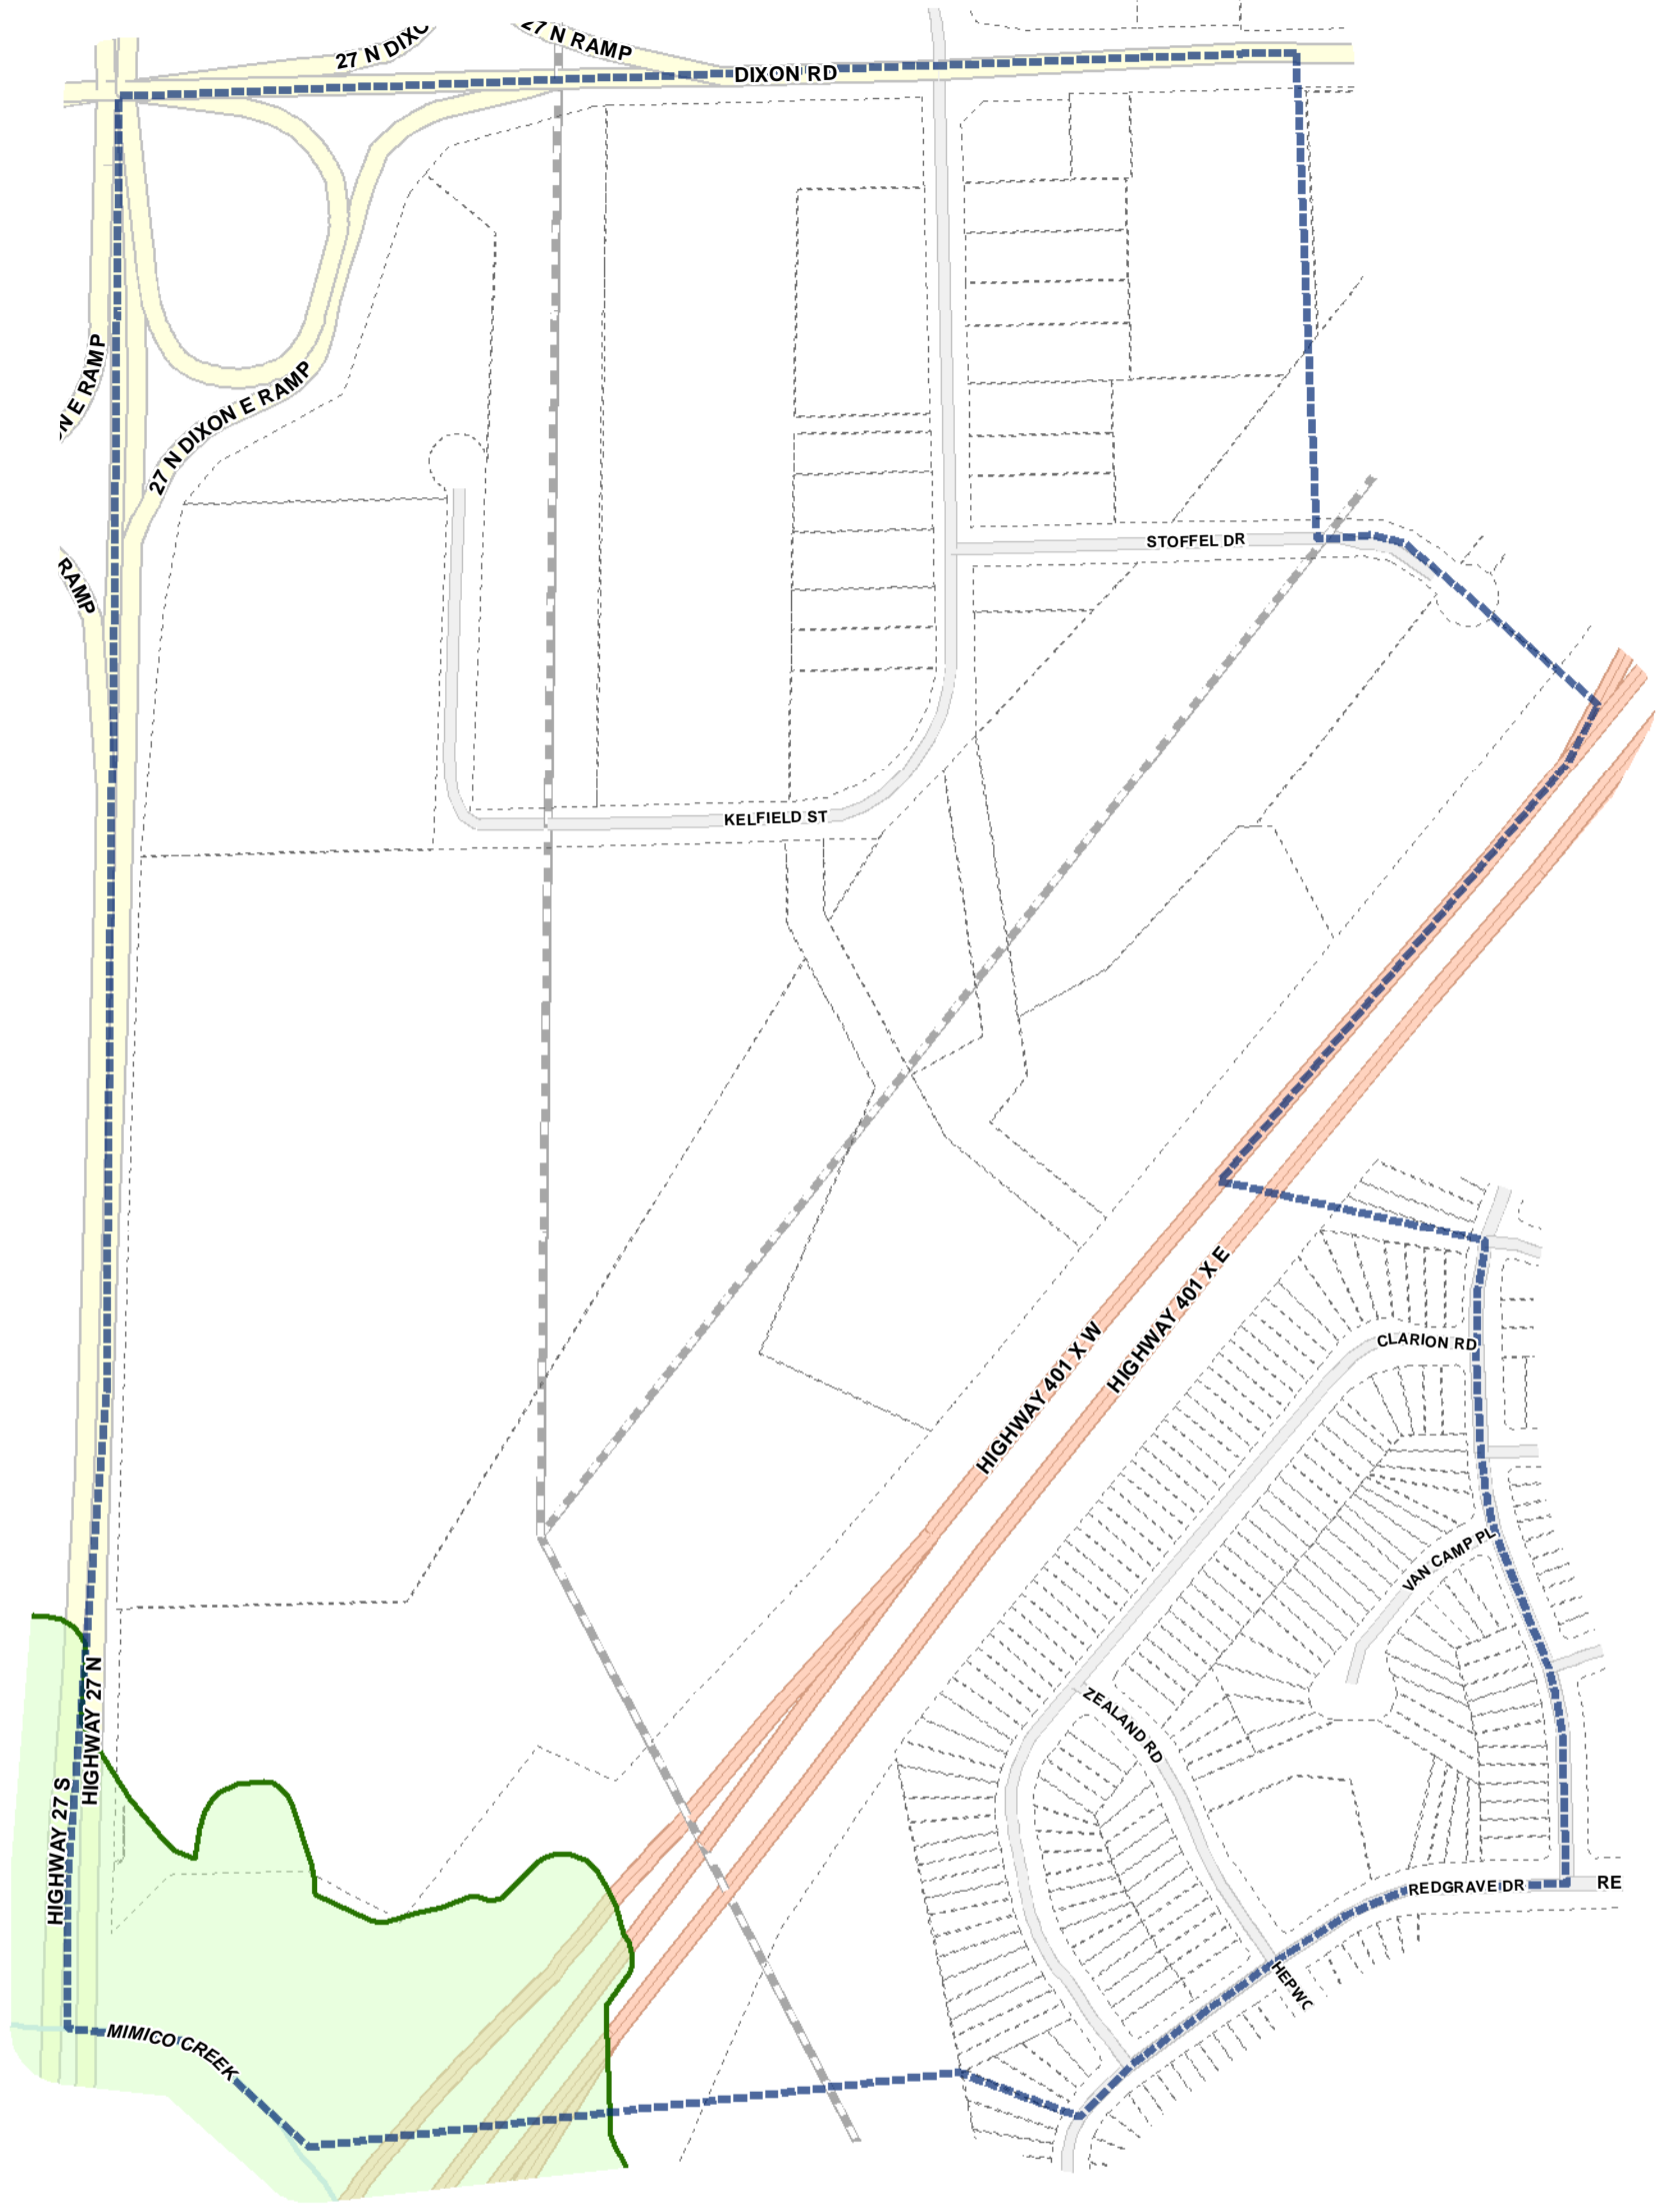 27 N DIXO
27 N RAMP
DIXON RD
N E RAMP
27 N DIXON E RAMP
RAMP
STOFFEL DR
KELFIELD ST
HIGHWAY 401 X W
HIGHWAY 401 X E
CLARION RD
VAN CAMP PL
ZEALAND RD
HIGHWAY 27 N
HIGHWAY 27 S
REDGRAVE DR
RE
HEPWO
MIMICO CREEK